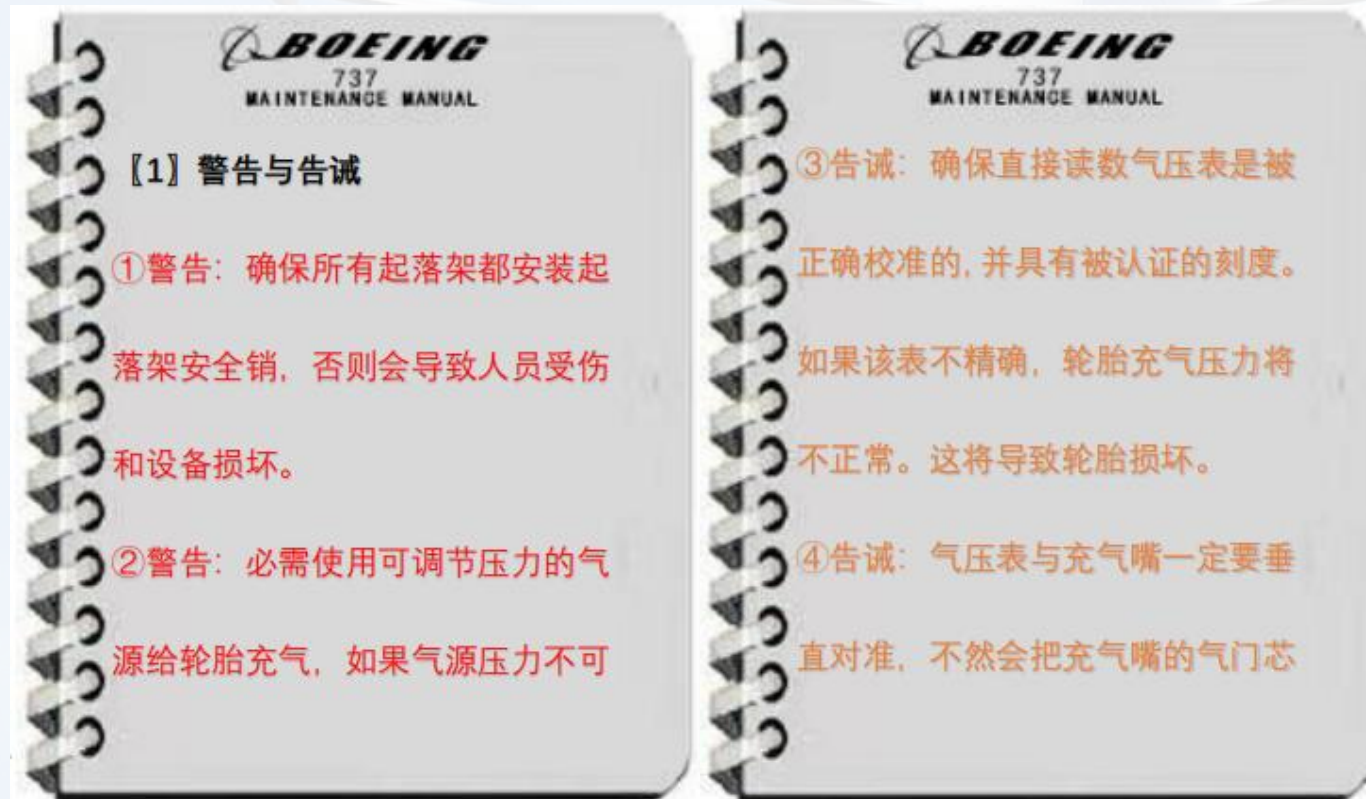 BOEING
737
MAINTENANCE MANUAL
〖1〗警告与告诫
①警告：确保所有起落架都安装起
落架安全销，否则会导致人员受伤
和设备损坏。
②警告：必需使用可调节压力的气
源给轮胎充气，如果气源压力不可
BOEING
737
MAINTENANCE MANUAL
③告诫：确保直接读数气压表是被
正确校准的,并具有被认证的刻度。
如果该表不精确，轮胎充气压力将
不正常。这将导致轮胎损坏。
④告诫：气压表与充气嘴一定要垂
直对准，不然会把充气嘴的气门芯